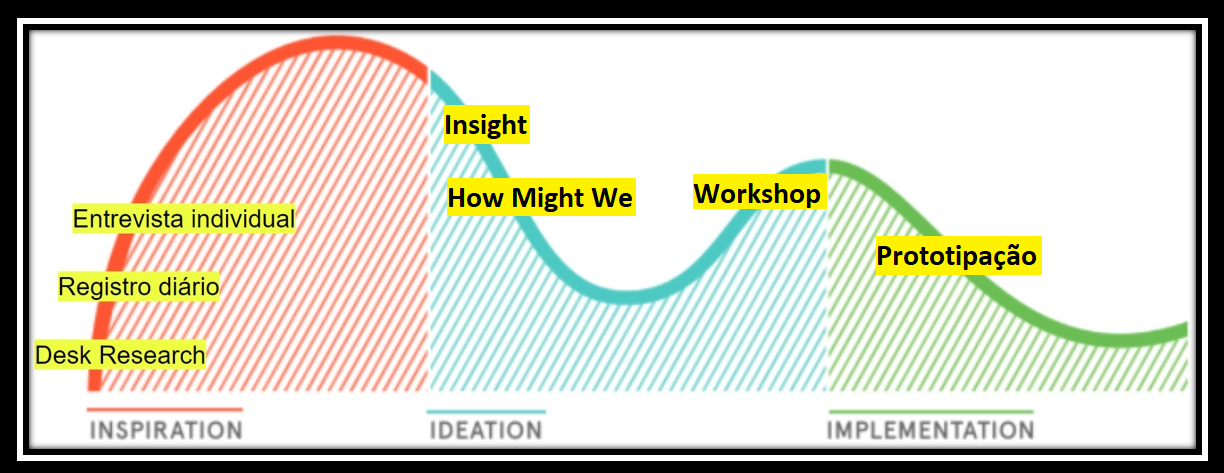 Insight
How Might We
Workshop
Entrevista individual
Prototipação
Registro diário
Desk Research
INSPIRATION
IDEATION
IMPLEMENTATION